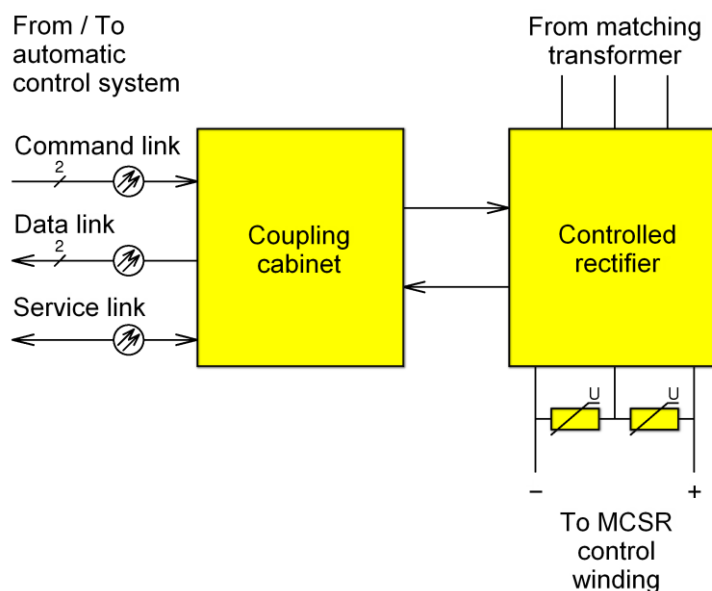 From / To
automatic
control system
Command link
2
Data link
2
Service link
Coupling
cabinet
From matching
transformer
Controlled
rectifier
U
U
−
+
To MCSR
control
winding